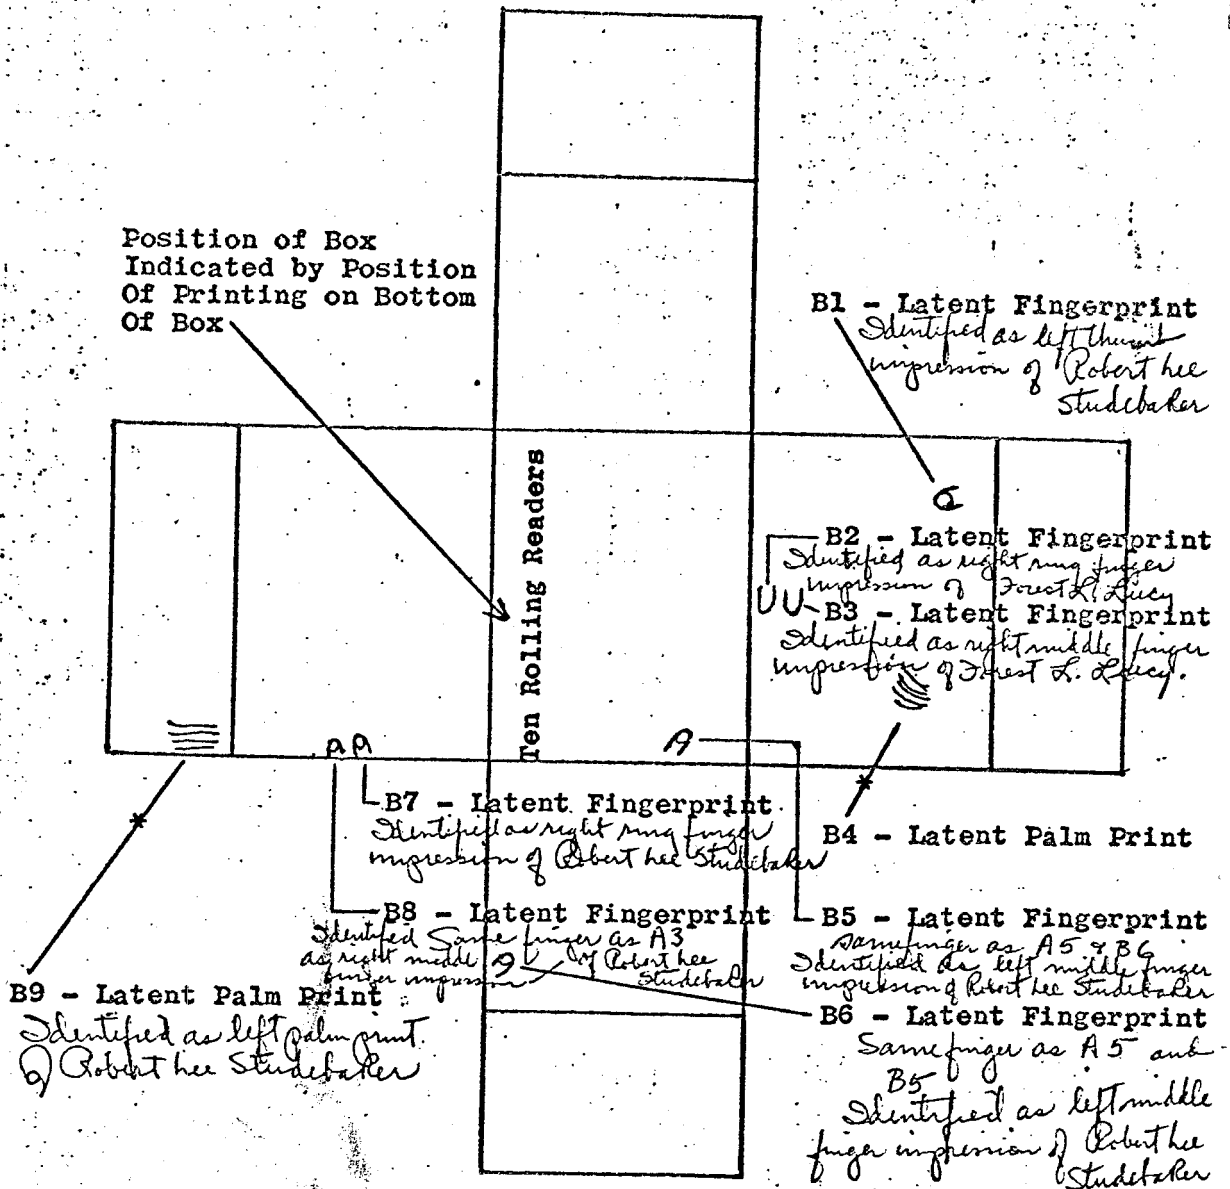 Position of Box
Indicated by Position
Of Printing on Bottom
Of Box
Ten Rolling Readers
B1 - Latent Fingerprint
Identified as left thumb
impression of Robert Lee
Studebaker
B2 - Latent Fingerprint
Identified as right ring finger
impression of Forest L. Lucy
B3 - Latent Fingerprint
Identified as right middle finger
impression of Forest L. Lucy.
B4 - Latent Palm Print
B5 - Latent Fingerprint
Same finger as A5 & B6
Identified as left middle finger
impression of Robert Lee Studebaker
B6 - Latent Fingerprint
Same finger as A5 and
B5
Identified as left middle
finger impression of Robert Lee
Studebaker
B7 - Latent Fingerprint
Identified as right ring finger
impression of Robert Lee Studebaker
B8 - Latent Fingerprint
Identifed Same finger as A3
as right middle
finger impression of Robert Lee
Studebaker
B9 - Latent Palm Print
Identified as left palm print
of Robert Lee Studebaker